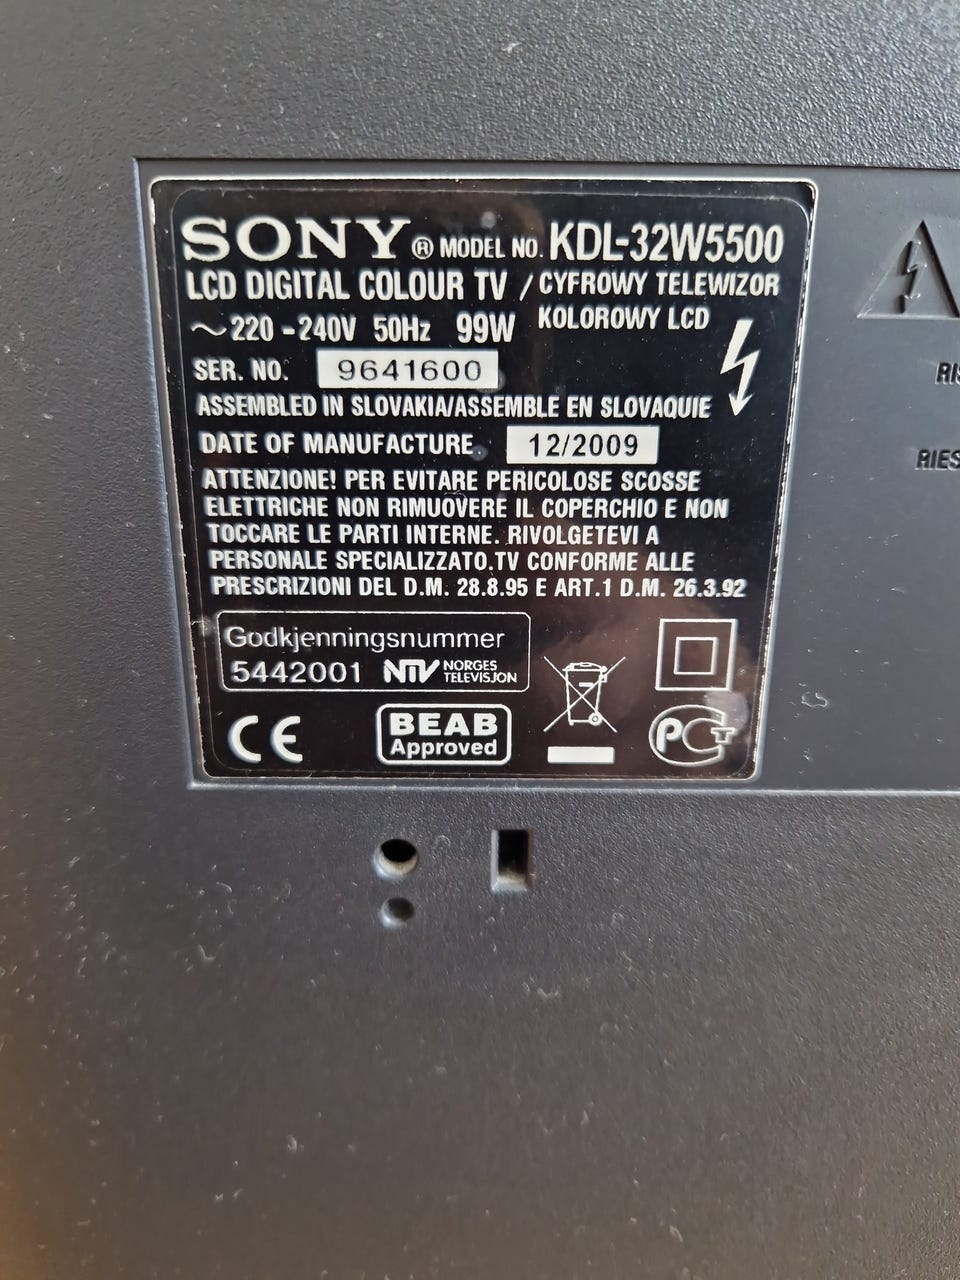 SONY® MODEL NO. KDL-32W5500
LCD DIGITAL COLOUR TV / CYFROWY TELEWIZOR
KOLOROWY LCD
~220-240V 50Hz 99W
SER. NO. 9641600
ASSEMBLED IN SLOVAKIA/ASSEMBLE EN SLOVAQUIE
DATE OF MANUFACTURE 12/2009
ATTENZIONE! PER EVITARE PERICOLOSE SCOSSE
ELETTRICHE NON RIMUOVERE IL COPERCHIO E NON
TOCCARE LE PARTI INTERNE. RIVOLGETEVI A
PERSONALE SPECIALIZZATO.TV CONFORME ALLE
PRESCRIZIONI DEL D.M. 28.8.95 E ART.1 D.M. 26.3.92
Godkjenningsnummer
5442001 NTV NORGES
TELEVISJON
CE
BEAB
Approved
PCT